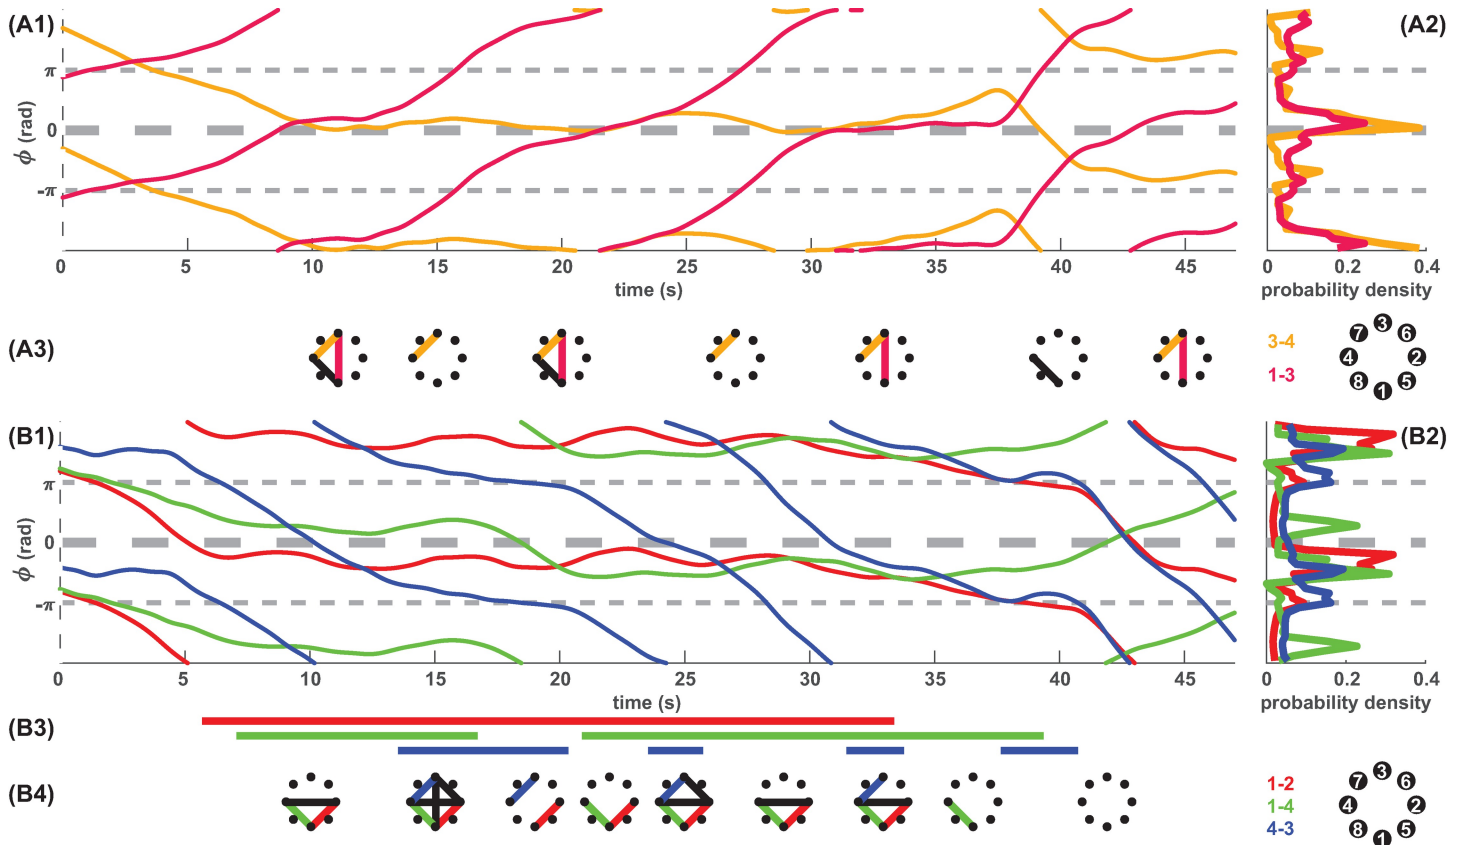 (A1)
(A2)
π
0
-π
ϕ (rad)
0 5 10 15 20 25 30 35 40 45
time (s)
0 0.2 0.4
probability density
(A3)
3-4
1-3
3
7 6
4 2
8 5
1
(B1)
(B2)
π
0
-π
ϕ (rad)
0 5 10 15 20 25 30 35 40 45
time (s)
0 0.2 0.4
probability density
(B3)
(B4)
1-2
1-4
4-3
3
7 6
4 2
8 5
1